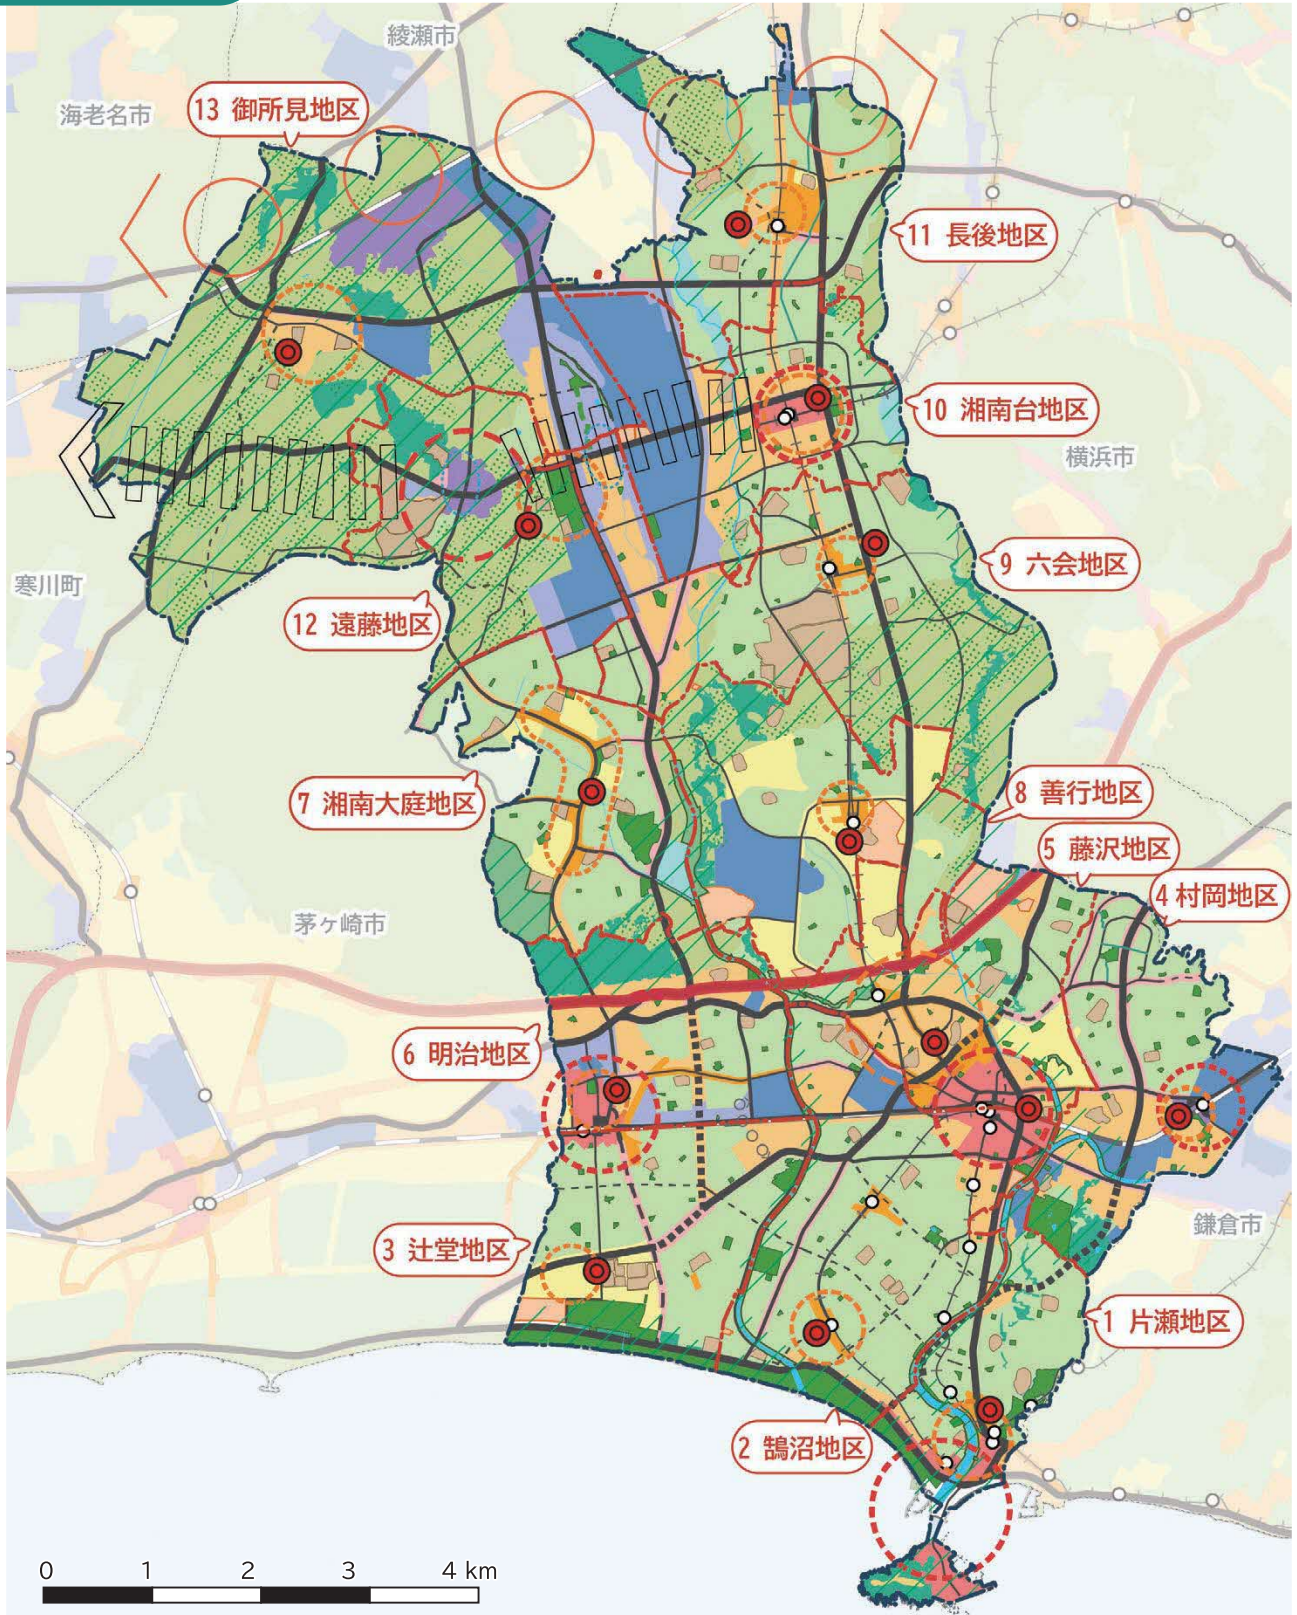 綾瀬市
海老名市
13 御所見地区
11 長後地区
10 湘南台地区
横浜市
9 六会地区
寒川町
12 遠藤地区
7 湘南大庭地区
8 善行地区
5 藤沢地区
4 村岡地区
茅ヶ崎市
6 明治地区
鎌倉市
3 辻堂地区
1 片瀬地区
2 鵠沼地区
0 1 2 3 4 km